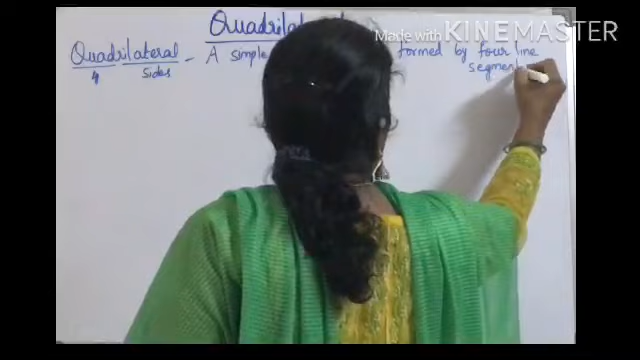 Quadrilat
Made with KINEMASTER
Quadrilateral - A simple formed by four line
4 sides segmen